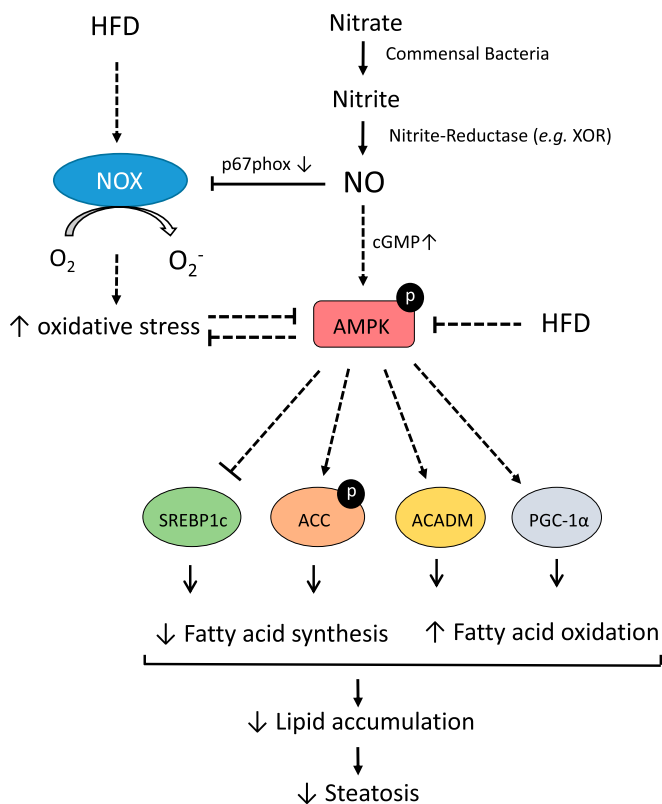 HFD
Nitrate
Commensal Bacteria
Nitrite
Nitrite-Reductase (e.g. XOR)
p67phox ↓
NOX
NO
O2
O2-
cGMP↑
p
↑ oxidative stress
AMPK
HFD
p
SREBP1c
ACC
ACADM
PGC-1α
↓ Fatty acid synthesis
↑ Fatty acid oxidation
↓ Lipid accumulation
↓ Steatosis